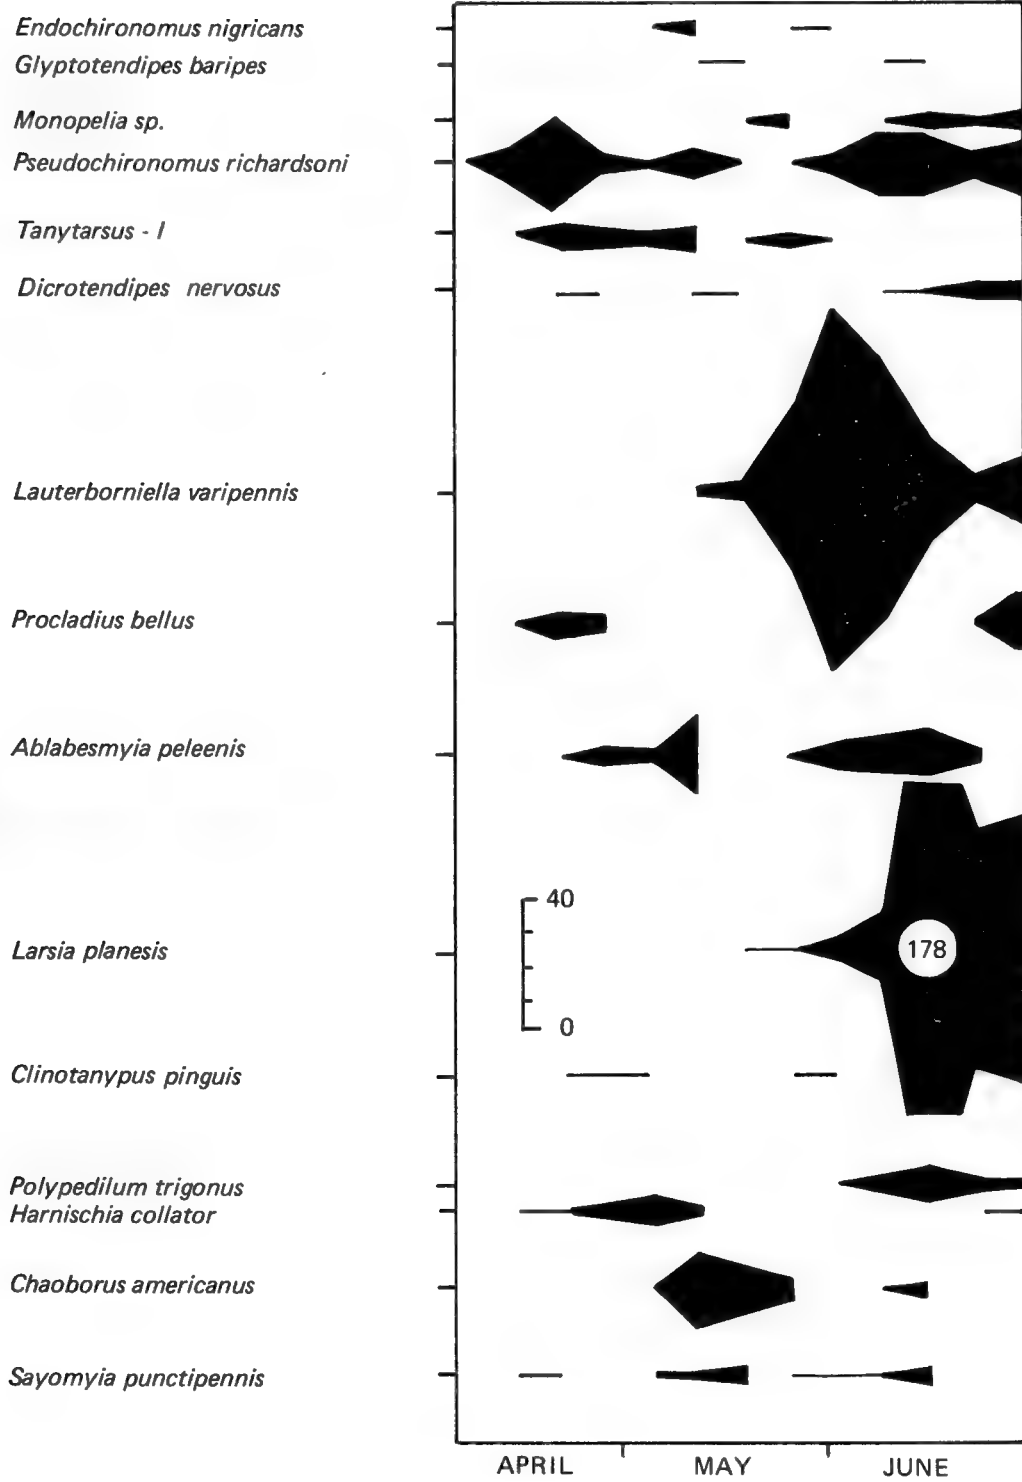 Endochironomus nigricans
Glyptotendipes baripes
Monopelia sp.
Pseudochironomus richardsoni
Tanytarsus - I
Dicrotendipes nervosus
Lauterborniella varipennis
Procladius bellus
Ablabesmyia peleenis
Larsia planesis
Clinotanypus pinguis
Polypedilum trigonus
Harnischia collator
Chaoborus americanus
Sayomyia punctipennis
40
0
178
APRIL MAY JUNE